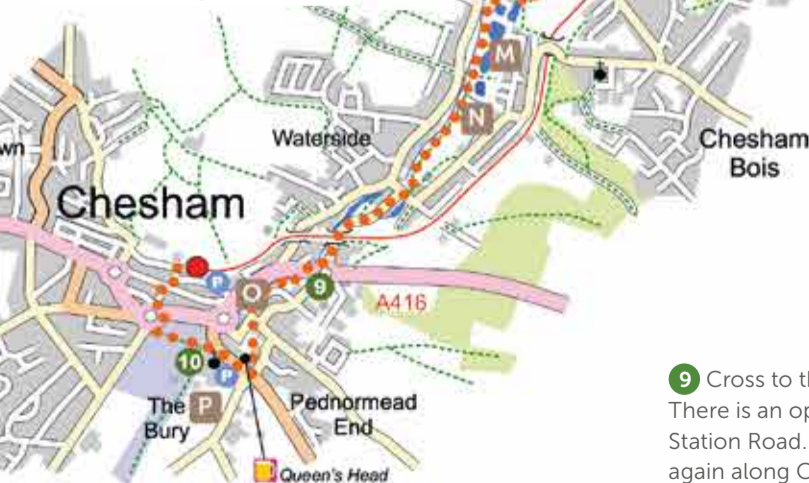 M
N
Waterside
Chesham
Bois
Chesham
P
O
9
A416
10
P
The
Bury
P
Pednormead
End
Queen's Head
9 Cross to th
There is an op
Station Road.
again along C